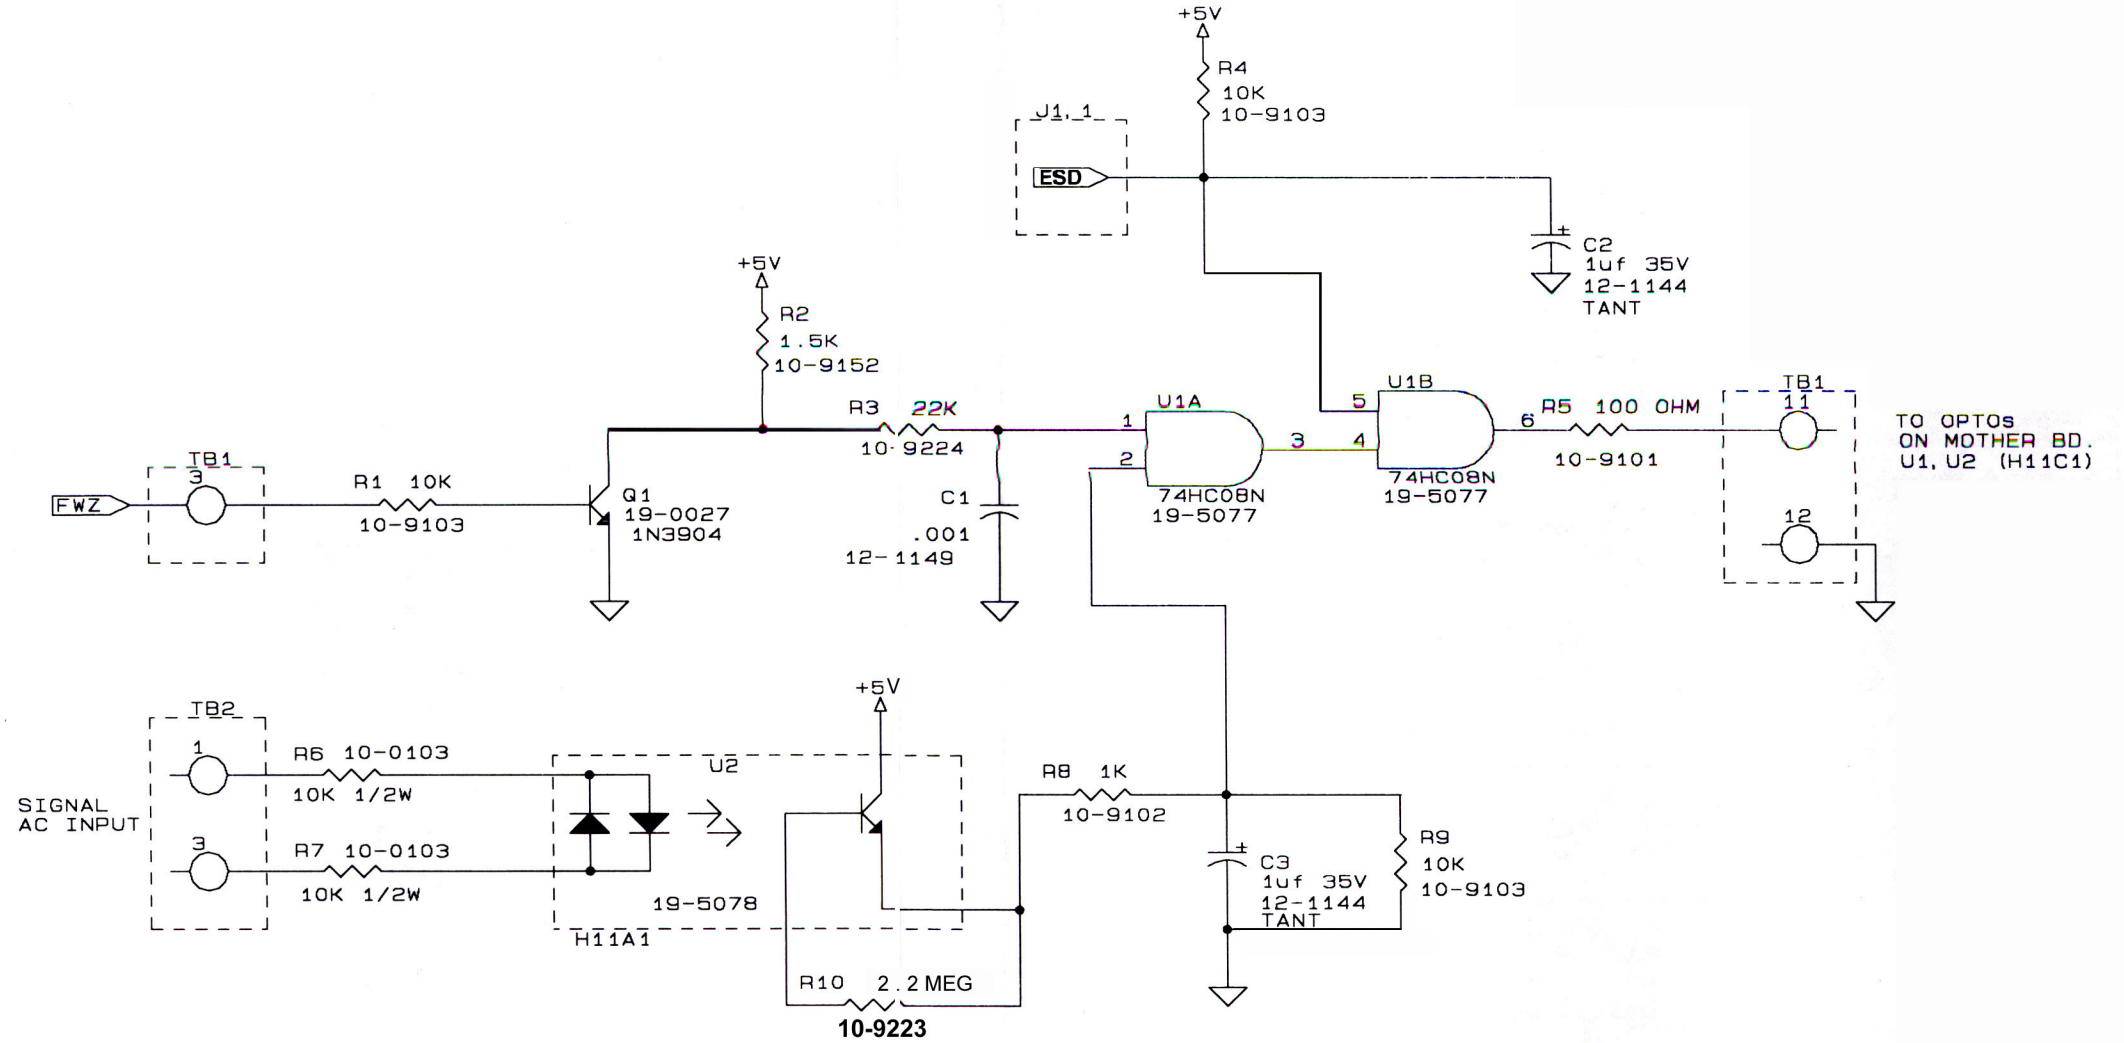 +5V
R4
10K
10-9103
J1, 1
ESD
C2
1uf 35V
12-1144
TANT
+5V
R2
1.5K
10-9152
R3 22K
10-9224
U1A
1
2
3
74HC08N
19-5077
U1B
5
4
6
74HC08N
19-5077
R5 100 OHM
10-9101
TB1
11
12
TO OPTOs
ON MOTHER BD.
U1, U2 (H11C1)
TB1
3
FWZ
R1 10K
10-9103
Q1
19-0027
1N3904
C1
.001
12-1149
TB2
1
3
SIGNAL
AC INPUT
R6 10-0103
10K 1/2W
R7 10-0103
10K 1/2W
U2
+5V
19-5078
H11A1
R8 1K
10-9102
C3
1uf 35V
12-1144
TANT
R9
10K
10-9103
R10 2.2 MEG
10-9223